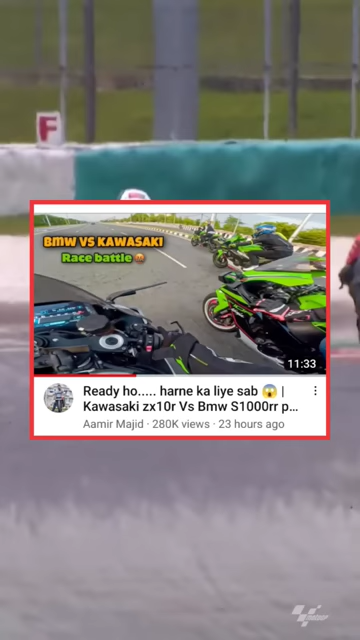 F
BMW VS KAWASAKI
Race battle 😡
11:33
Ready ho..... harne ka liye sab 😱 |
Kawasaki zx10r Vs Bmw S1000rr p...
Aamir Majid · 280K views · 23 hours ago